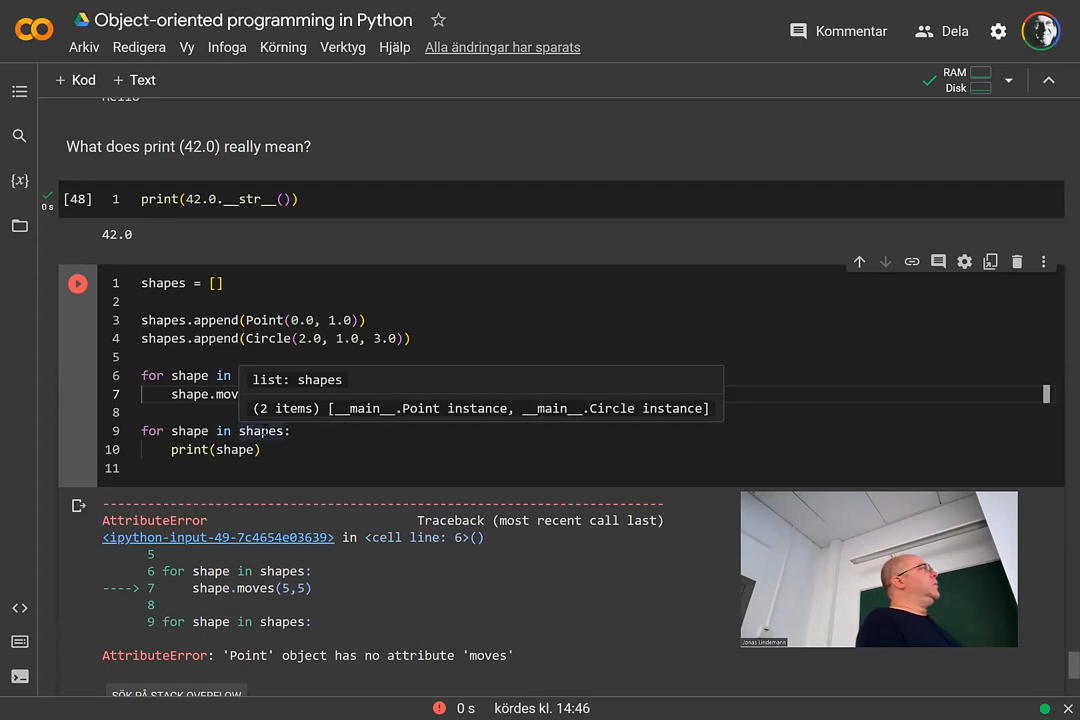 Object-oriented programming in Python
Arkiv Redigera Vy Infoga Körning Verktyg Hjälp Alla ändringar har sparats
Kommentar Dela
+ Kod + Text
RAM
Disk
What does print (42.0) really mean?
[48] 1 print(42.0.__str__())
0 s
42.0
1 shapes = []
2
3 shapes.append(Point(0.0, 1.0))
4 shapes.append(Circle(2.0, 1.0, 3.0))
5
6 for shape in
7 shape.mov
list: shapes
(2 items) [__main__.Point instance, __main__.Circle instance]
8
9 for shape in shapes:
10 print(shape)
11
AttributeError Traceback (most recent call last)
<ipython-input-49-7c4654e03639> in <cell line: 6>()
5
6 for shape in shapes:
----> 7 shape.moves(5,5)
8
9 for shape in shapes:
AttributeError: 'Point' object has no attribute 'moves'
SÖK PÅ STACK OVERFLOW
Jonas Lindemann
0 s kördes kl. 14:46